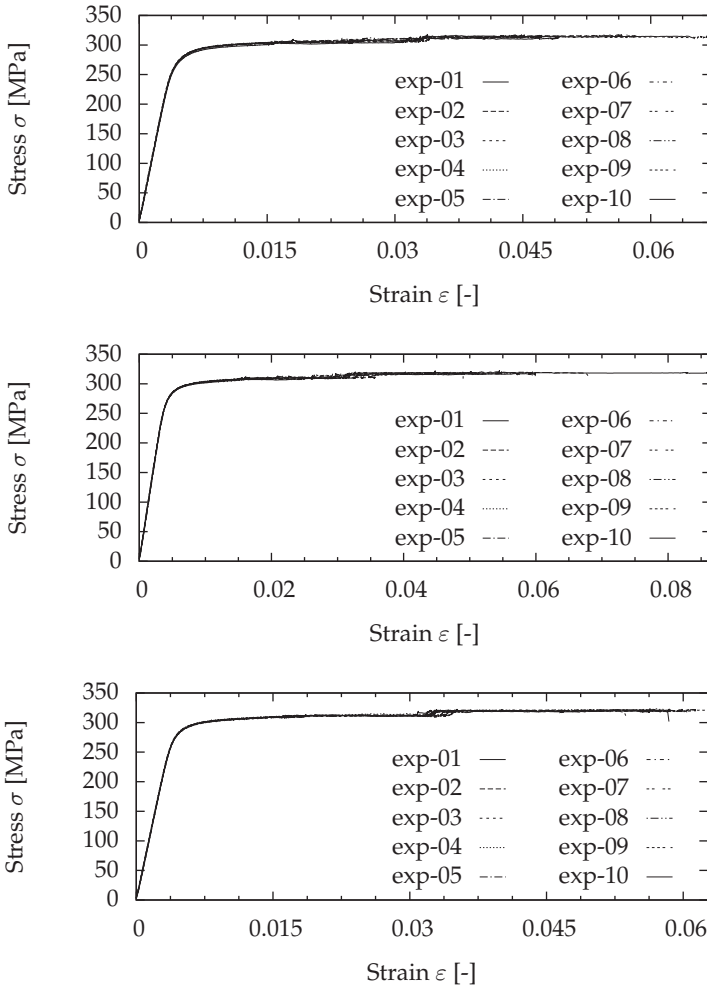 350
300
250
200
150
100
50
0
Stress σ [MPa]
exp-01 exp-06
exp-02 exp-07
exp-03 exp-08
exp-04 exp-09
exp-05 exp-10
0 0.015 0.03 0.045 0.06
Strain ε [-]
350
300
250
200
150
100
50
0
Stress σ [MPa]
exp-01 exp-06
exp-02 exp-07
exp-03 exp-08
exp-04 exp-09
exp-05 exp-10
0 0.02 0.04 0.06 0.08
Strain ε [-]
350
300
250
200
150
100
50
0
Stress σ [MPa]
exp-01 exp-06
exp-02 exp-07
exp-03 exp-08
exp-04 exp-09
exp-05 exp-10
0 0.015 0.03 0.045 0.06
Strain ε [-]